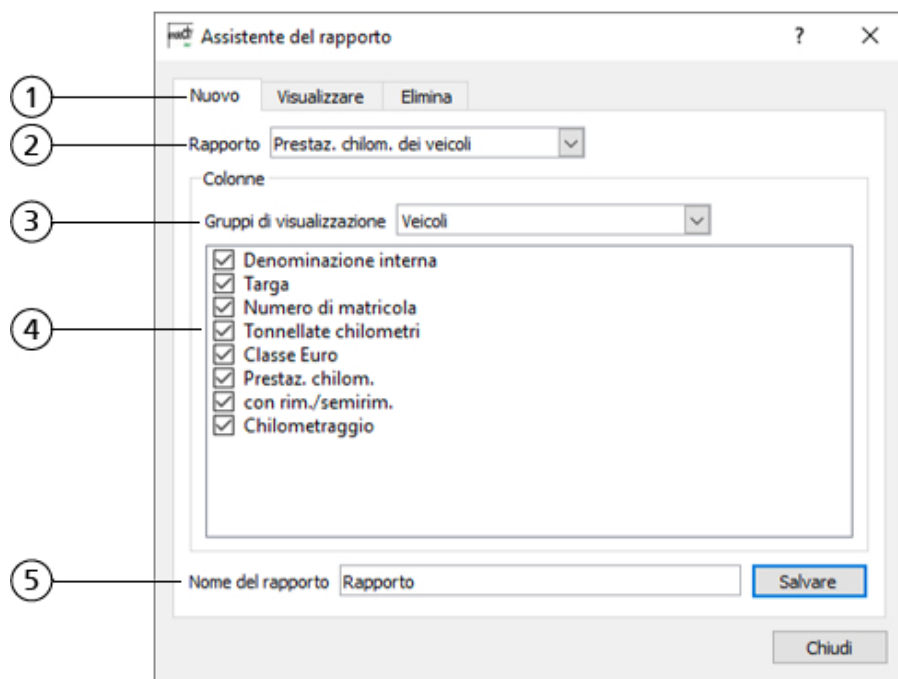 Assistente del rapporto ?
1
Nuovo Visualizzare Elimina
2
Rapporto Prestaz. chilom. dei veicoli
Colonne
3
Gruppi di visualizzazione Veicoli
Denominazione interna
Targa
Numero di matricola
4
Tonnellate chilometri
Classe Euro
Prestaz. chilom.
con rim./semirim.
Chilometraggio
5
Nome del rapporto Rapporto Salvare
Chiudi